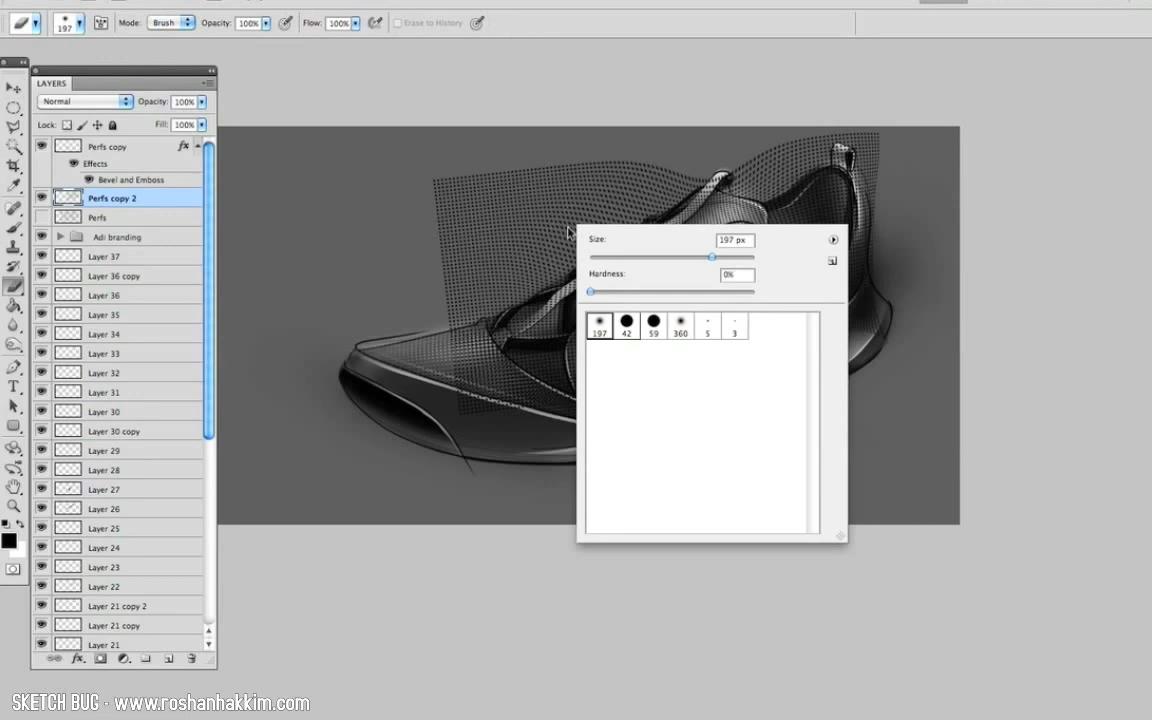 197
Mode: Brush Opacity: 100% Flow: 100% Erase to History
LAYERS
Normal Opacity: 100%
Lock: Fill: 100%
Perfs copy fx
Effects
Bevel and Emboss
Perfs copy 2
Perfs
Adi branding
Layer 37
Layer 36 copy
Layer 36
Layer 35
Layer 34
Layer 33
Layer 32
Layer 31
Layer 30
Layer 30 copy
Layer 29
Layer 28
Layer 27
Layer 26
Layer 25
Layer 24
Layer 23
Layer 22
Layer 21 copy 2
Layer 21 copy
Layer 21
fx.
T
Size: 197 px
Hardness: 0%
197 42 59 360 5 3
SKETCH BUG - www.roshanhakkim.com